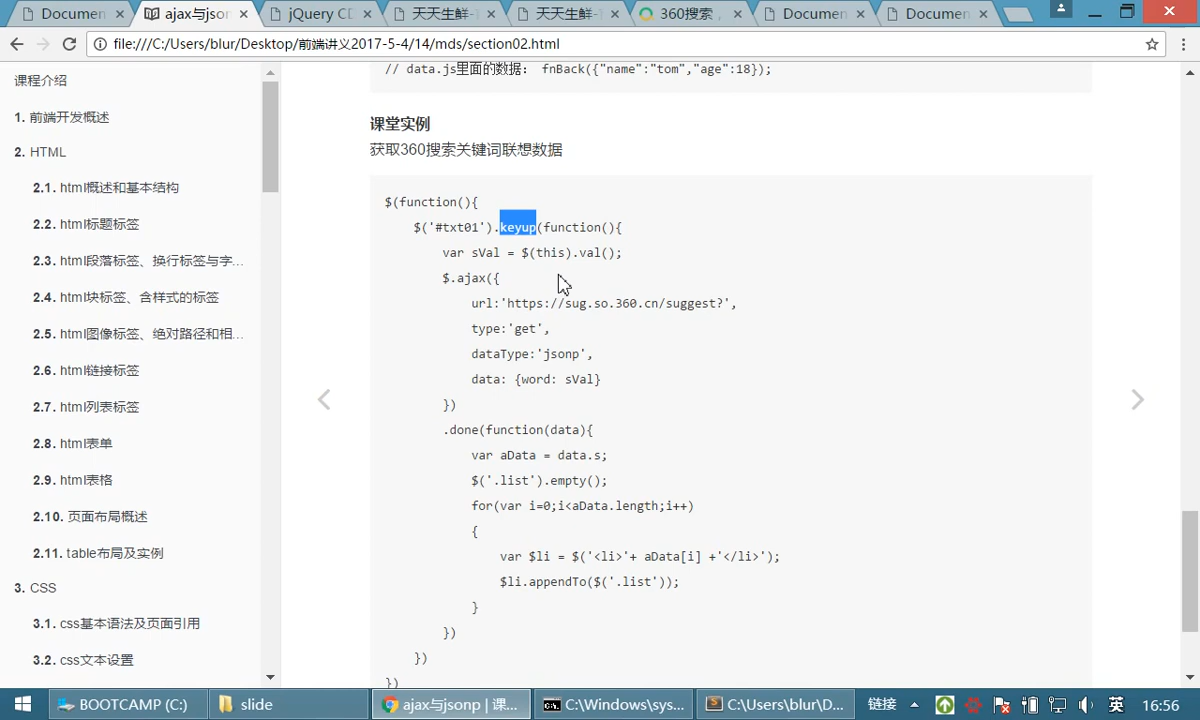 Documen
ajax与jso
jQuery CD
天天生鲜-
天天生鲜-
360搜索,
Documen
Documen
file:///C:/Users/blur/Desktop/前端讲义2017-5-4/14/mds/section02.html
课程介绍
1. 前端开发概述
2. HTML
2.1. html概述和基本结构
2.2. html标题标签
2.3. html段落标签、换行标签与字...
2.4. html块标签、含样式的标签
2.5. html图像标签、绝对路径和相...
2.6. html链接标签
2.7. html列表标签
2.8. html表单
2.9. html表格
2.10. 页面布局概述
2.11. table布局及实例
3. CSS
3.1. css基本语法及页面引用
3.2. css文本设置
// data.js里面的数据： fnBack({"name":"tom","age":18});
课堂实例
获取360搜索关键词联想数据
$(function(){
$('#txt01').keyup(function(){
var sVal = $(this).val();
$.ajax({
url:'https://sug.so.360.cn/suggest?',
type:'get',
dataType:'jsonp',
data: {word: sVal}
})
.done(function(data){
var aData = data.s;
$('.list').empty();
for(var i=0;i<aData.length;i++)
{
var $li = $('<li>'+ aData[i] +'</li>');
$li.appendTo($('.list'));
}
})
})
})
BOOTCAMP (C:)
slide
ajax与jsonp | 课...
C:\Windows\sys...
C:\Users\blur\D...
链接
英
16:56